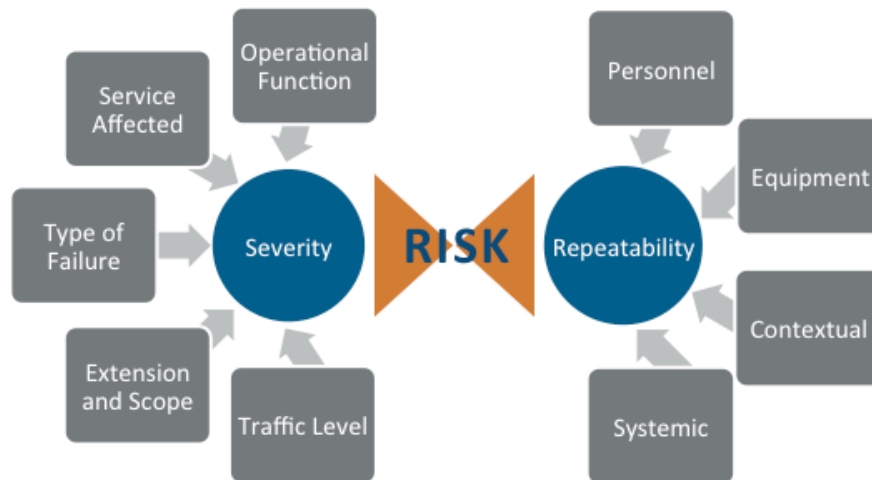 Operational
Function
Service
Affected
Type of
Failure
Extension
and Scope
Traffic Level
Severity
RISK
Repeatability
Personnel
Equipment
Contextual
Systemic